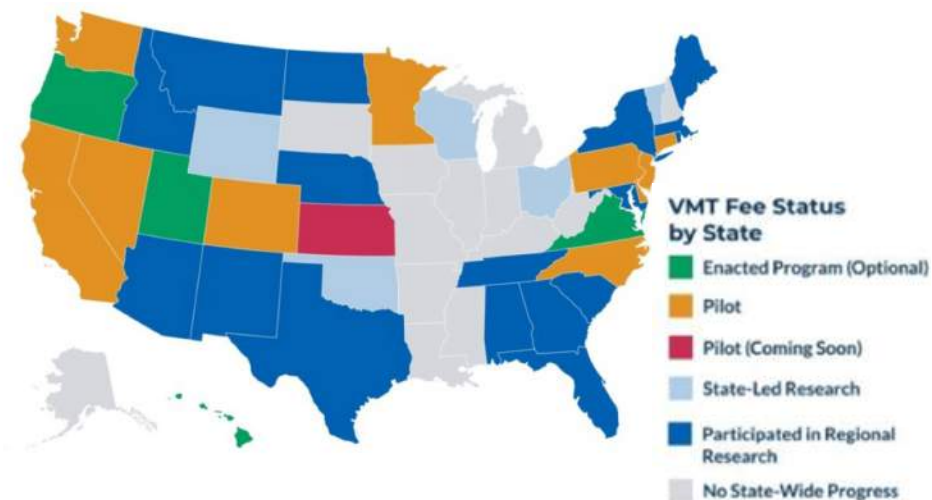 VMT Fee Status
by State
Enacted Program (Optional)
Pilot
Pilot (Coming Soon)
State-Led Research
Participated in Regional
Research
No State-Wide Progress